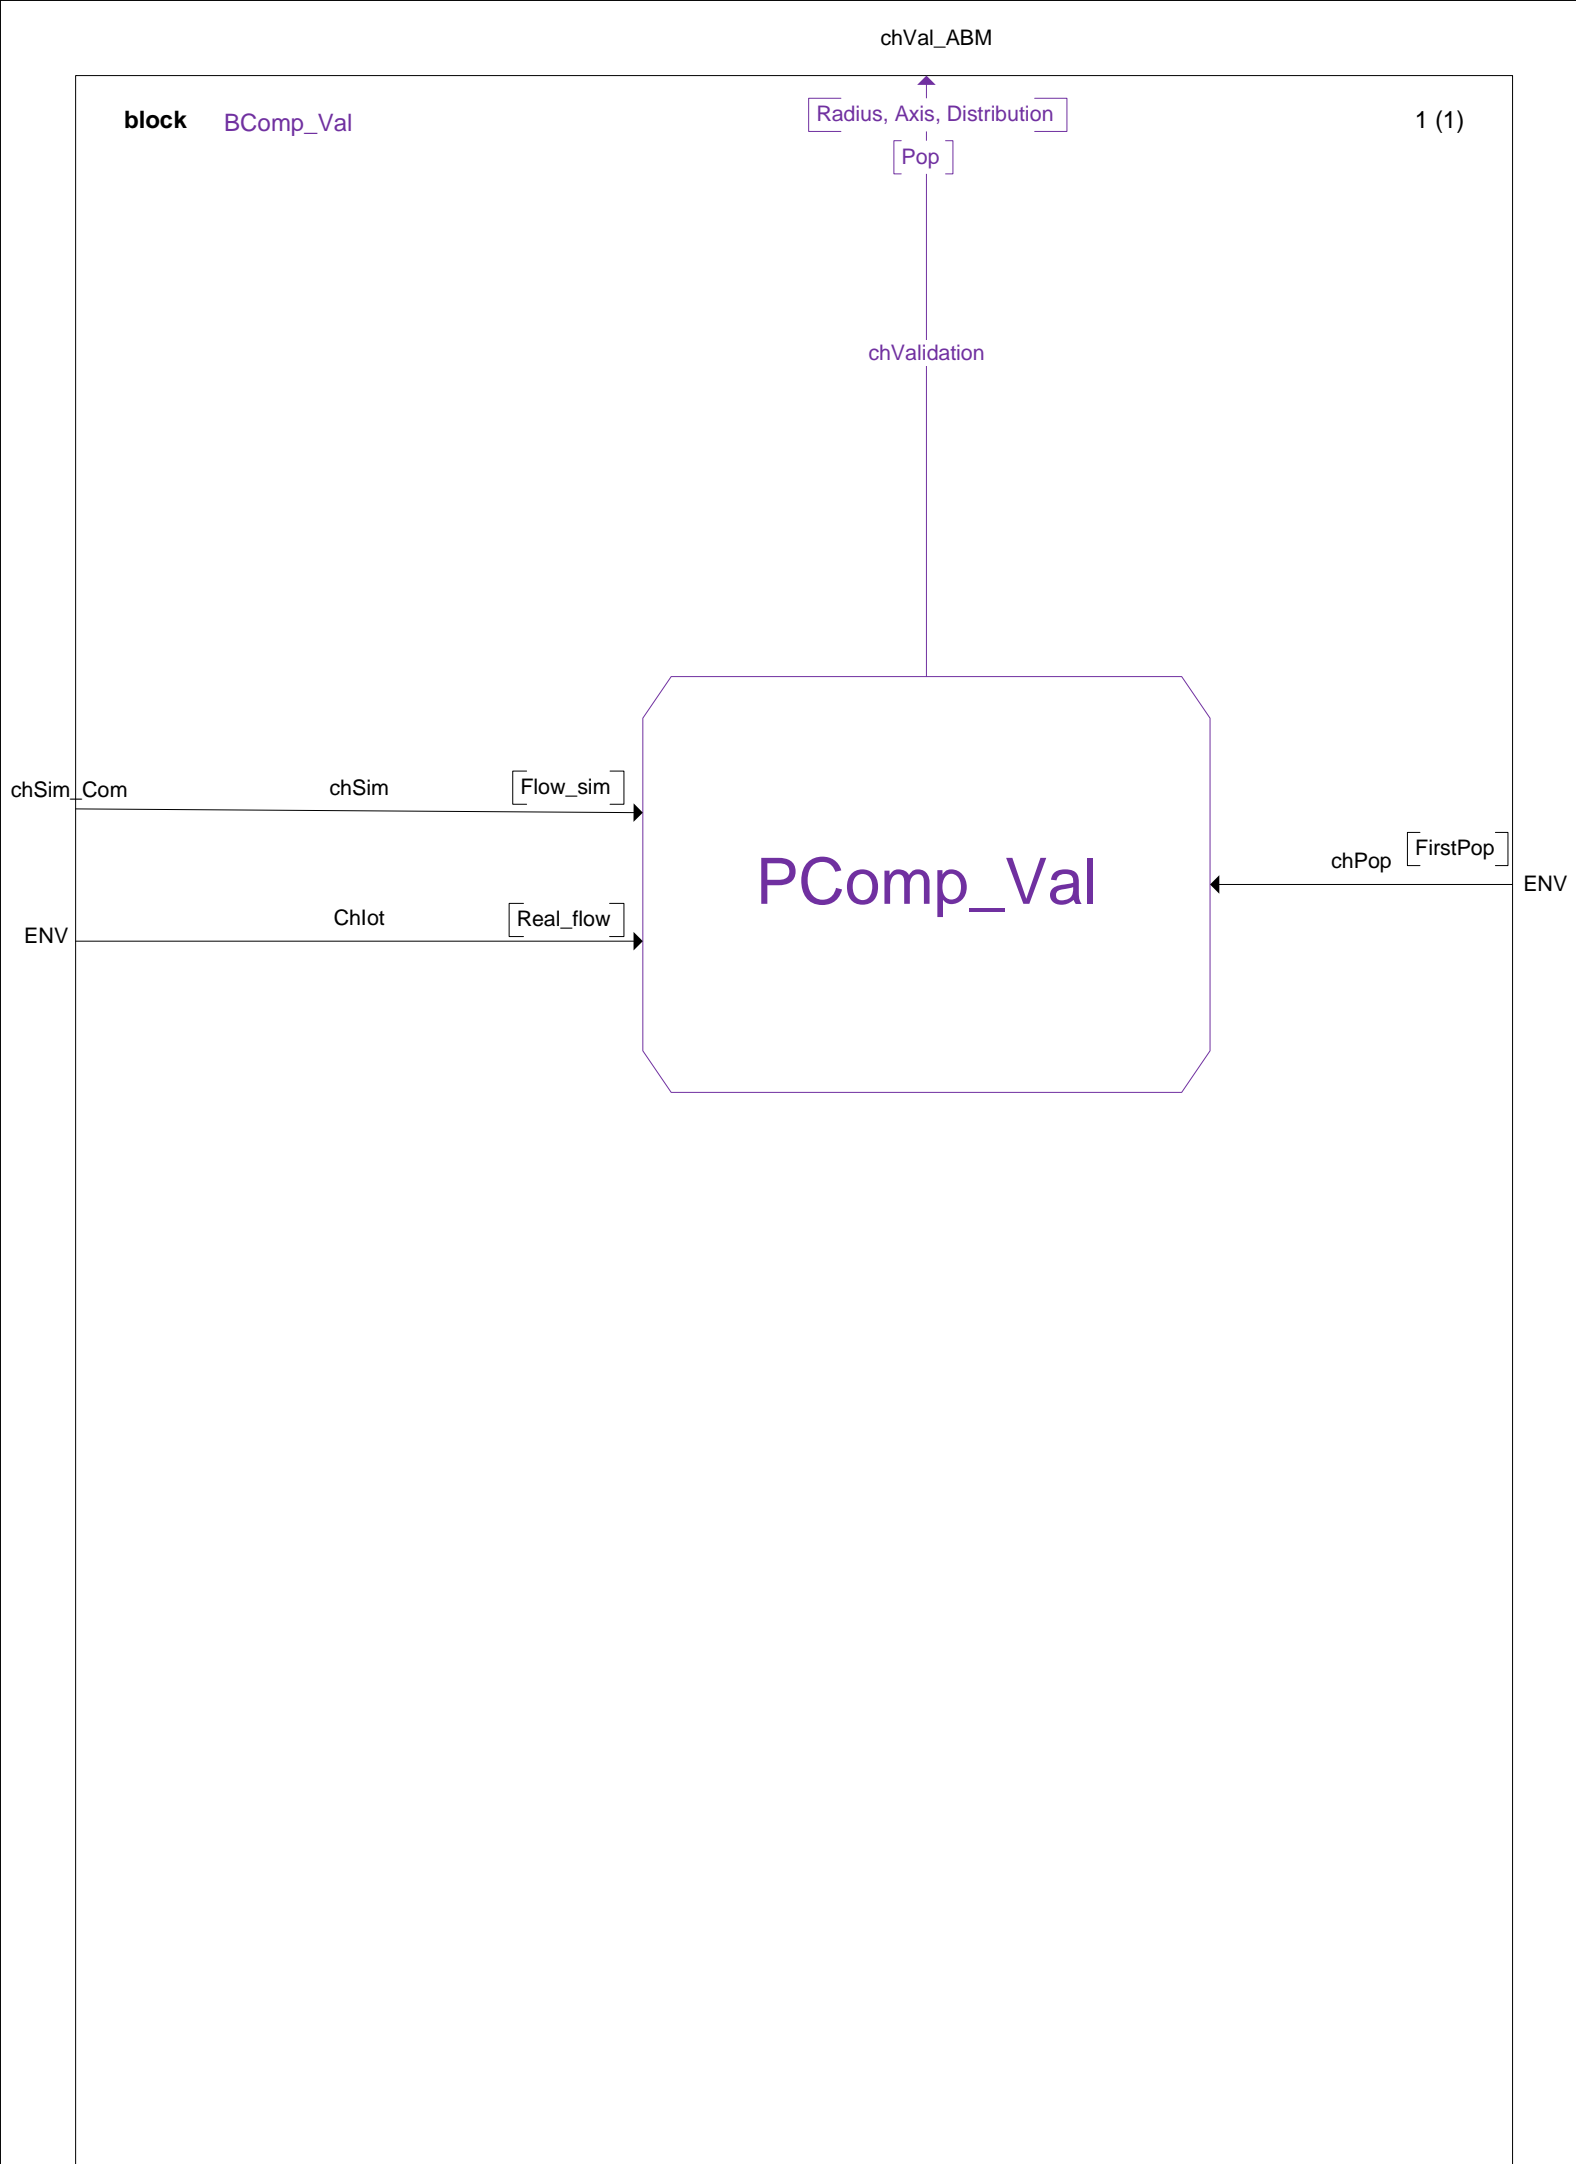 chVal_ABM
block BComp_Val
Radius, Axis, Distribution
1 (1)
Pop
chValidation
chSim_Com
chSim
Flow_sim
PComp_Val
chPop
FirstPop
ENV
ChIot
Real_flow
ENV